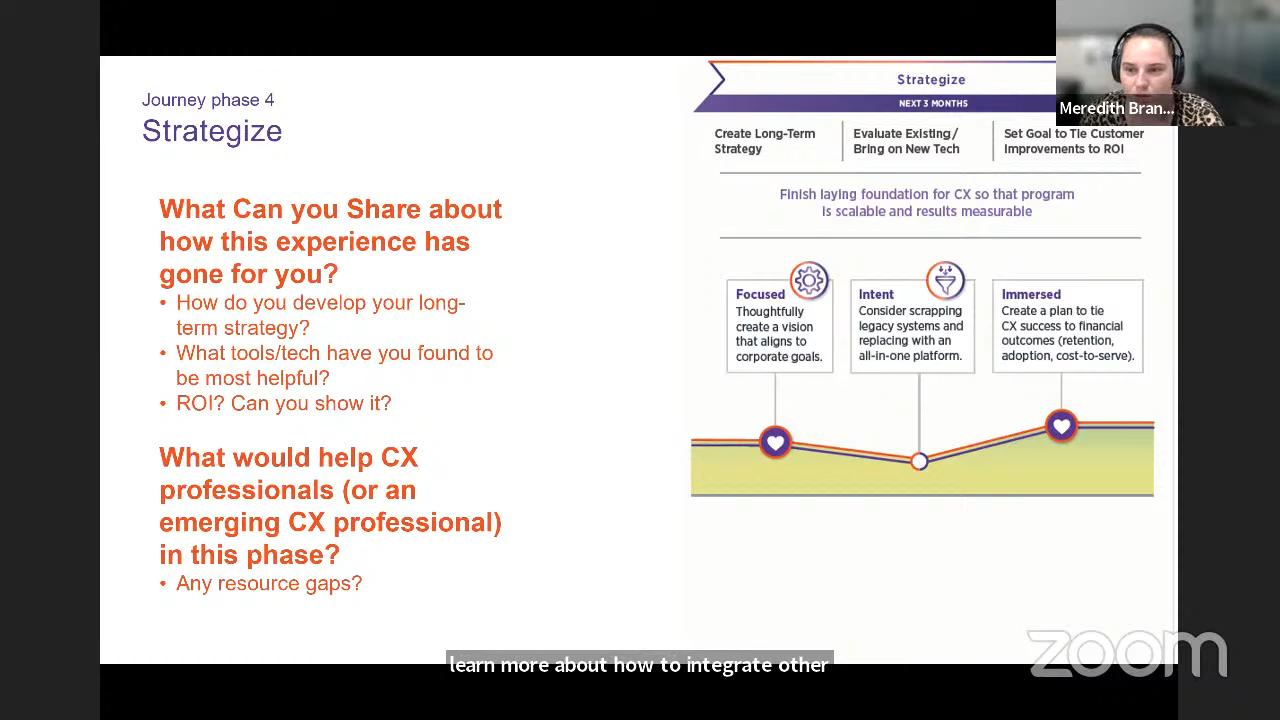 Journey phase 4
Strategize
What Can you Share about
how this experience has
gone for you?
• How do you develop your long-
term strategy?
• What tools/tech have you found to
be most helpful?
• ROI? Can you show it?
What would help CX
professionals (or an
emerging CX professional)
in this phase?
• Any resource gaps?
Strategize
NEXT 3 MONTHS
Create Long-Term
Strategy
Evaluate Existing/
Bring on New Tech
Set Goal to Tie Customer
Improvements to ROI
Finish laying foundation for CX so that program
is scalable and results measurable
Focused
Thoughtfully
create a vision
that aligns to
corporate goals.
Intent
Consider scrapping
legacy systems and
replacing with an
all-in-one platform.
Immersed
Create a plan to tie
CX success to financial
outcomes (retention,
adoption, cost-to-serve).
Meredith Bran...
learn more about how to integrate other
zoom